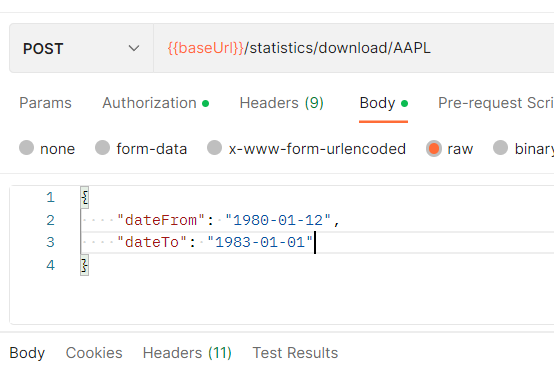 POST {{baseUrl}}/statistics/download/AAPL
Params Authorization Headers (9) Body Pre-request Scri
none form-data x-www-form-urlencoded raw binary
1 {
2 "dateFrom": "1980-01-12",
3 "dateTo": "1983-01-01"
4 }
Body Cookies Headers (11) Test Results